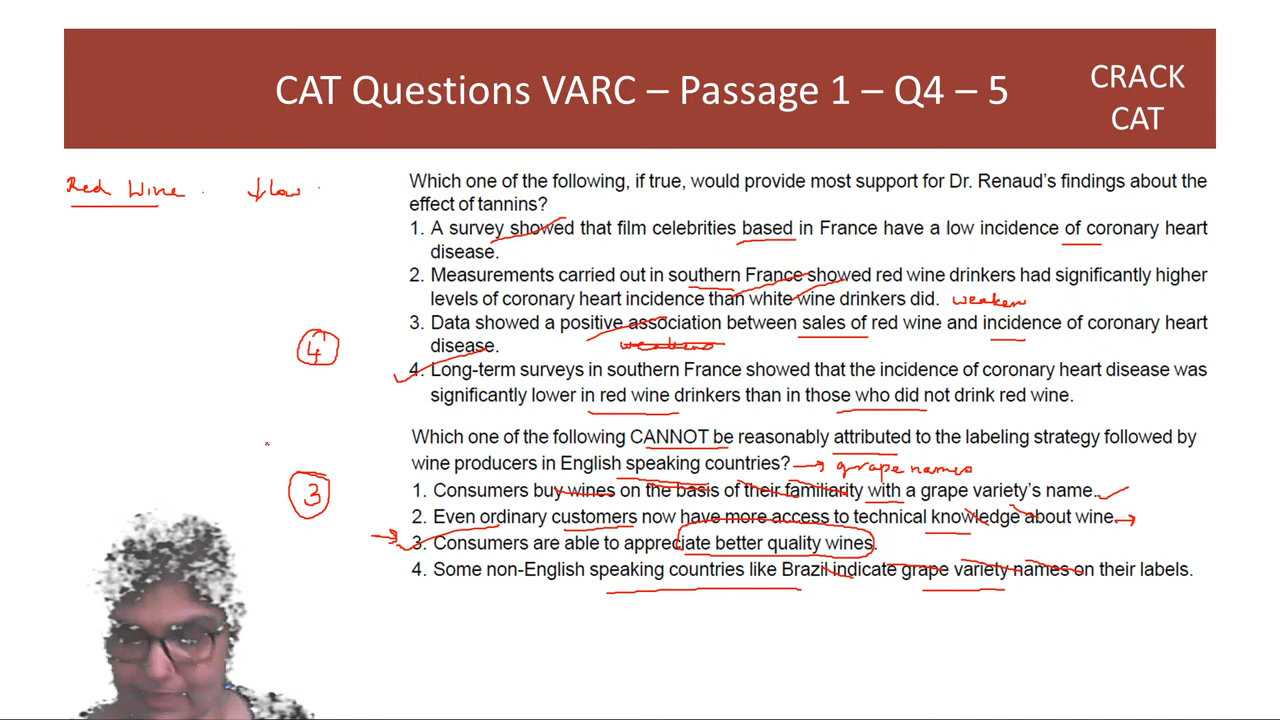 CAT Questions VARC – Passage 1 – Q4 – 5
CRACK
CAT
Red Wine. ↓low.
Which one of the following, if true, would provide most support for Dr. Renaud's findings about the
effect of tannins?
1. A survey showed that film celebrities based in France have a low incidence of coronary heart
disease.
2. Measurements carried out in southern France showed red wine drinkers had significantly higher
levels of coronary heart incidence than white wine drinkers did. weaken
3. Data showed a positive association between sales of red wine and incidence of coronary heart
disease.
4
4. Long-term surveys in southern France showed that the incidence of coronary heart disease was
significantly lower in red wine drinkers than in those who did not drink red wine.
Which one of the following CANNOT be reasonably attributed to the labeling strategy followed by
wine producers in English speaking countries? → grape names
1. Consumers buy wines on the basis of their familiarity with a grape variety's name.
3
2. Even ordinary customers now have more access to technical knowledge about wine.
3. Consumers are able to appreciate better quality wines.
4. Some non-English speaking countries like Brazil indicate grape variety names on their labels.